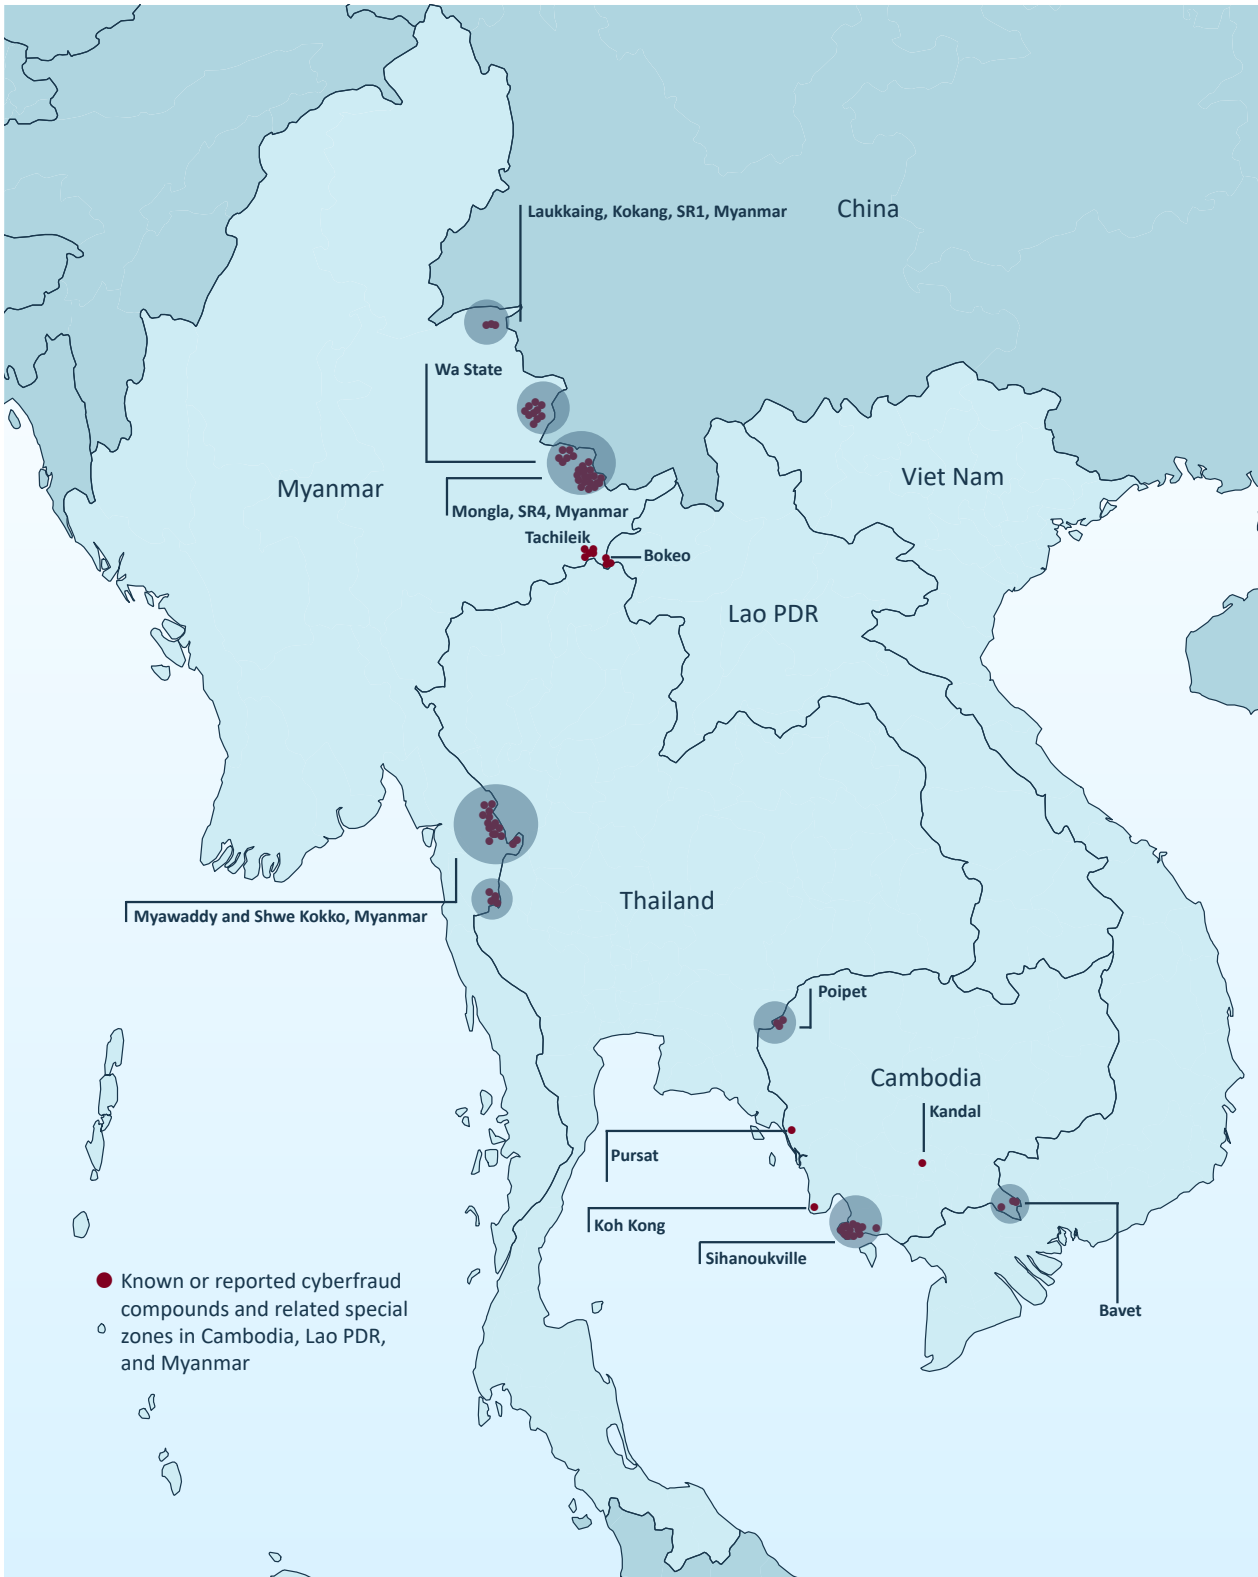 Laukkaing, Kokang, SR1, Myanmar
China
Wa State
Myanmar
Viet Nam
Mongla, SR4, Myanmar
Tachileik
Bokeo
Lao PDR
Thailand
Myawaddy and Shwe Kokko, Myanmar
Poipet
Cambodia
Kandal
Pursat
Koh Kong
Sihanoukville
Bavet
Known or reported cyberfraud
compounds and related special
zones in Cambodia, Lao PDR,
and Myanmar